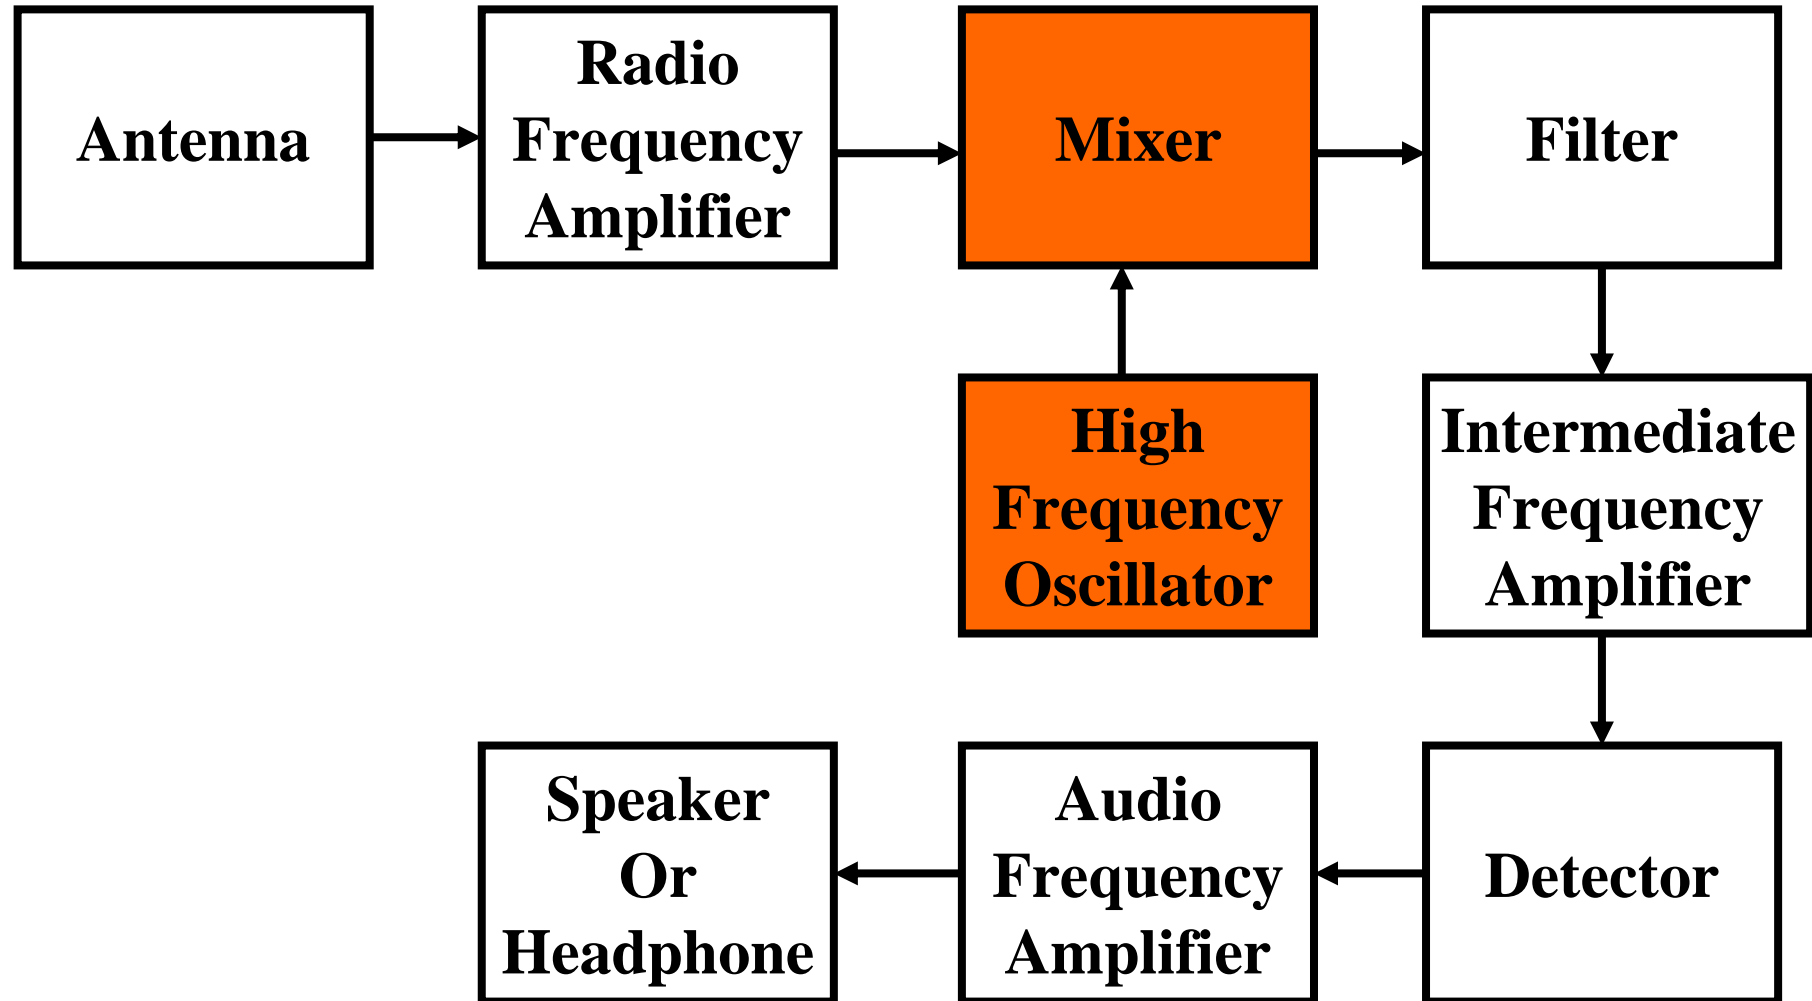 Antenna
Radio
Frequency
Amplifier
Mixer
Filter
High
Frequency
Oscillator
Intermediate
Frequency
Amplifier
Speaker
Or
Headphone
Audio
Frequency
Amplifier
Detector